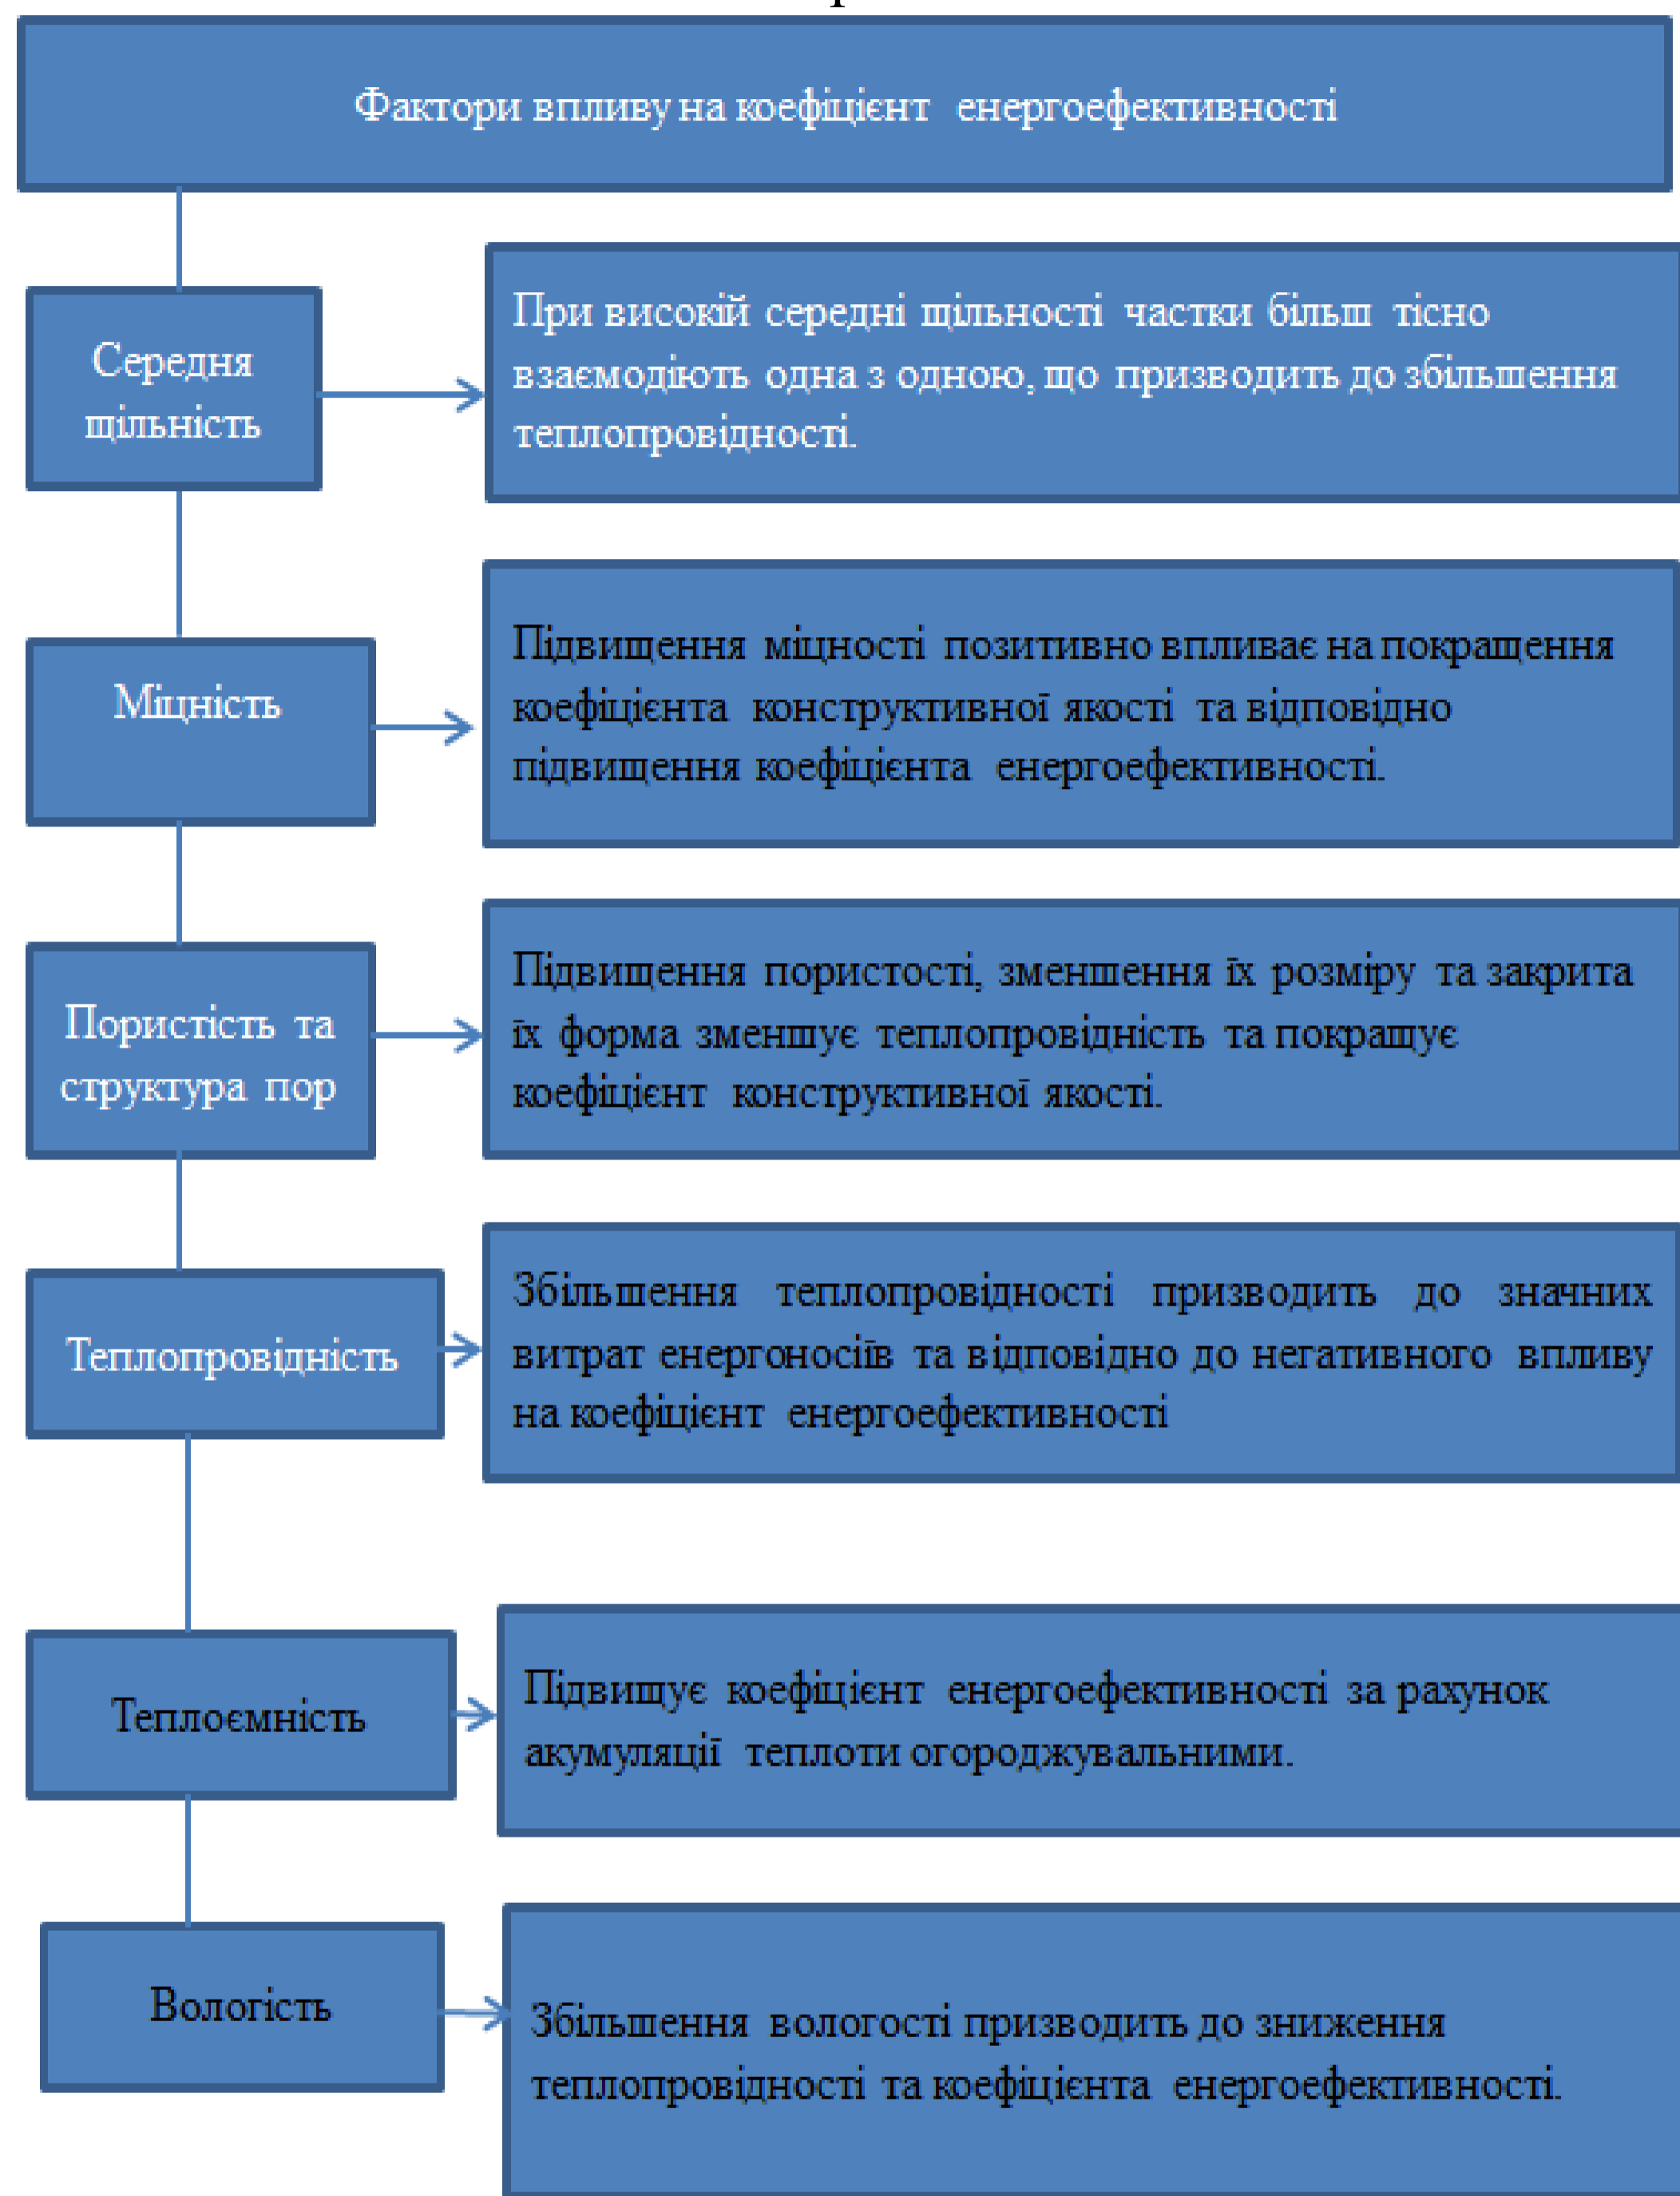 Фактори впливу на коефіцієнт енергоефективності
Середня
щільність
При високій середні щільності частки більш тісно
взаємодіють одна з одною, що призводить до збільшення
теплопровідності.
Міцність
Підвищення міцності позитивно впливає на покращення
коефіцієнта конструктивної якості та відповідно
підвищення коефіцієнта енергоефективності.
Пористість та
структура пор
Підвищення пористості, зменшення їх розміру та закрита
їх форма зменшує теплопровідність та покращує
коефіцієнт конструктивної якості.
Теплопровідність
Збільшення теплопровідності призводить до значних
витрат енергоносіїв та відповідно до негативного впливу
на коефіцієнт енергоефективності
Теплоємність
Підвищує коефіцієнт енергоефективності за рахунок
акумуляції теплоти огороджувальними.
Вологість
Збільшення вологості призводить до зниження
теплопровідності та коефіцієнта енергоефективності.